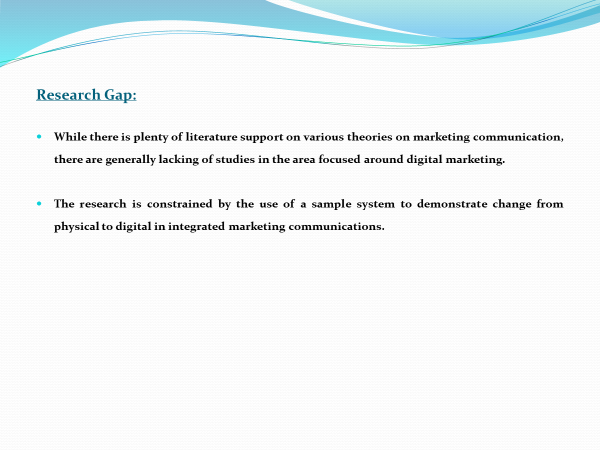 Research Gap:
While there is plenty of literature support on various theories on marketing communication,
there are generally lacking of studies in the area focused around digital marketing.
The research is constrained by the use of a sample system to demonstrate change from
physical to digital in integrated marketing communications.